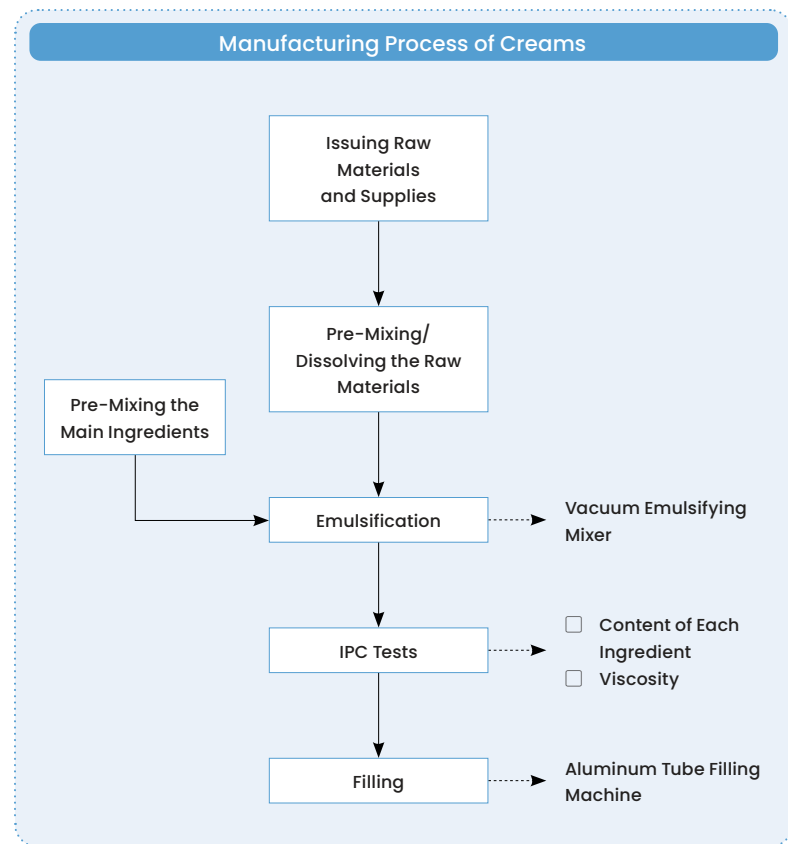 Manufacturing Process of Creams
Issuing Raw
Materials
and Supplies
Pre-Mixing/
Dissolving the Raw
Materials
Pre-Mixing the
Main Ingredients
Emulsification
Vacuum Emulsifying
Mixer
IPC Tests
Content of Each
Ingredient
Viscosity
Filling
Aluminum Tube Filling
Machine